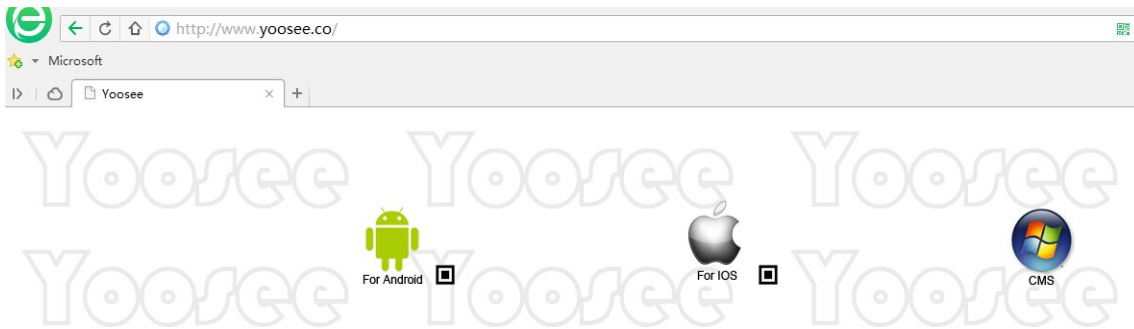 http://www.yoosee.co/
Microsoft
Yoosee
Yoosee Yoosee Yoosee
For Android
For IOS
CMS
Yoosee Yoosee Yoosee